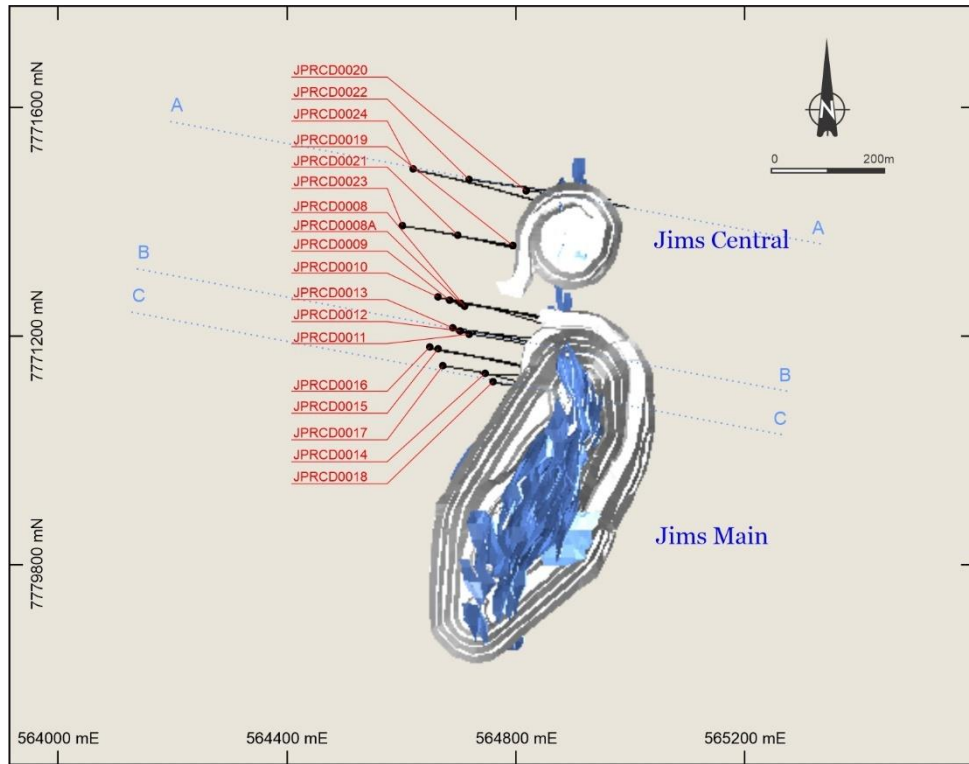 JPRCD0020
JPRCD0022
JPRCD0024
JPRCD0019
JPRCD0021
JPRCD0023
JPRCD0008
JPRCD0008A
JPRCD0009
JPRCD0010
JPRCD0013
JPRCD0012
JPRCD0011
JPRCD0016
JPRCD0015
JPRCD0017
JPRCD0014
JPRCD0018
A
A
B
B
C
C
N
0 200m
Jims Central
Jims Main
7771600 mN
7771200 mN
7779800 mN
564000 mE
564400 mE
564800 mE
565200 mE